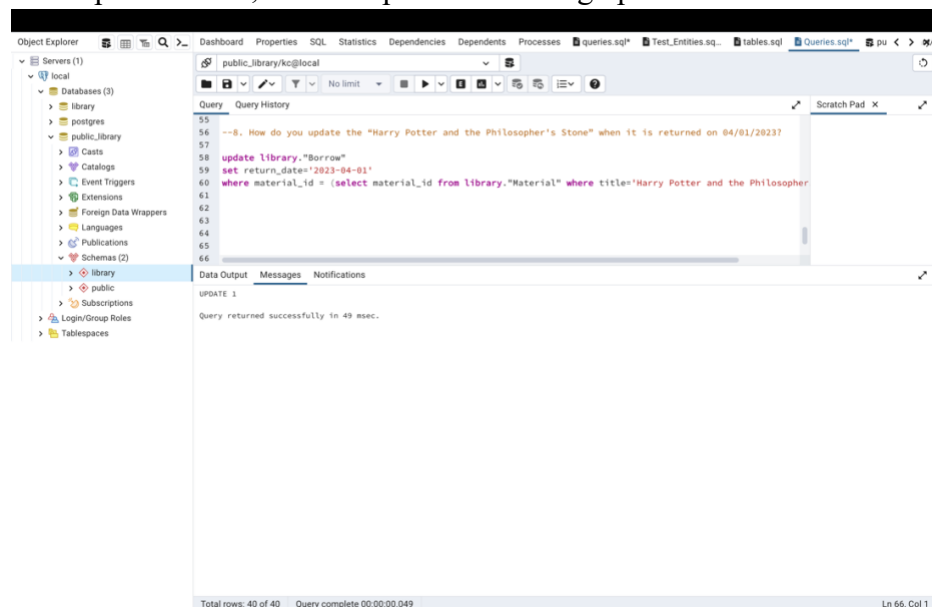 Object Explorer
Dashboard Properties SQL Statistics Dependencies Dependents Processes queries.sql* Test_Entities.sq... tables.sql Queries.sql* pu
Servers (1)
local
Databases (3)
library
postgres
public_library
Casts
Catalogs
Event Triggers
Extensions
Foreign Data Wrappers
Languages
Publications
Schemas (2)
library
public
Subscriptions
Login/Group Roles
Tablespaces
public_library/kc@local
No limit
Query Query History
Scratch Pad
55
56 --8. How do you update the “Harry Potter and the Philosopher's Stone” when it is returned on 04/01/2023?
57
58 update library."Borrow"
59 set return_date='2023-04-01'
60 where material_id = (select material_id from library."Material" where title='Harry Potter and the Philosopher
61
62
63
64
65
66
Data Output Messages Notifications
UPDATE 1
Query returned successfully in 49 msec.
Total rows: 40 of 40 Query complete 00:00:00.049 Ln 66, Col 1